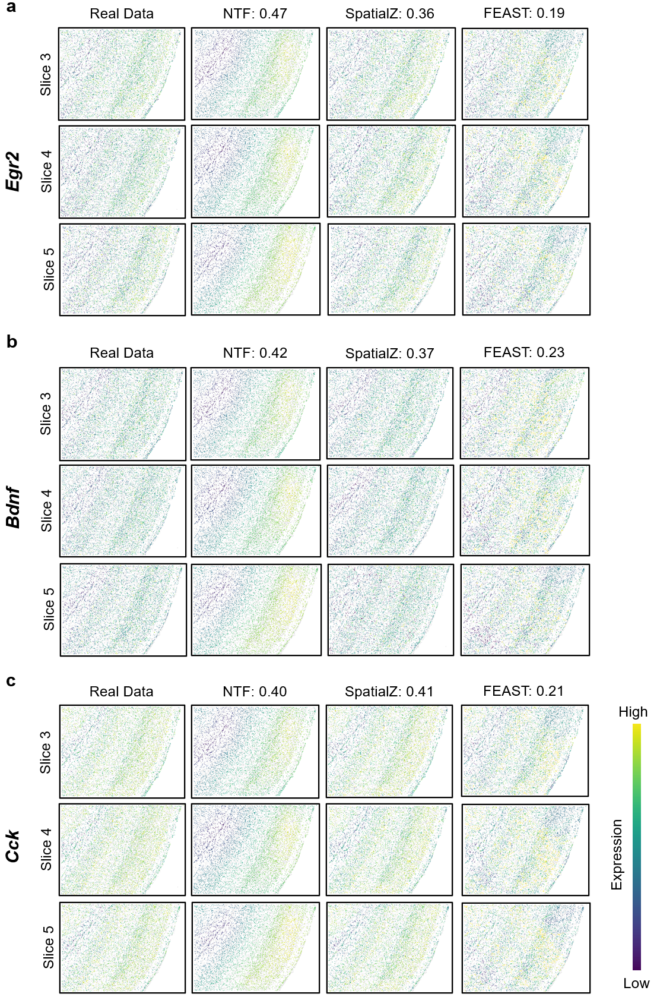 a
Real Data NTF: 0.47 SpatialZ: 0.36 FEAST: 0.19
Egr2
Slice 3
Slice 4
Slice 5
b
Real Data NTF: 0.42 SpatialZ: 0.37 FEAST: 0.23
Bdnf
Slice 3
Slice 4
Slice 5
c
Real Data NTF: 0.40 SpatialZ: 0.41 FEAST: 0.21
Cck
Slice 3
Slice 4
Slice 5
High
Expression
Low